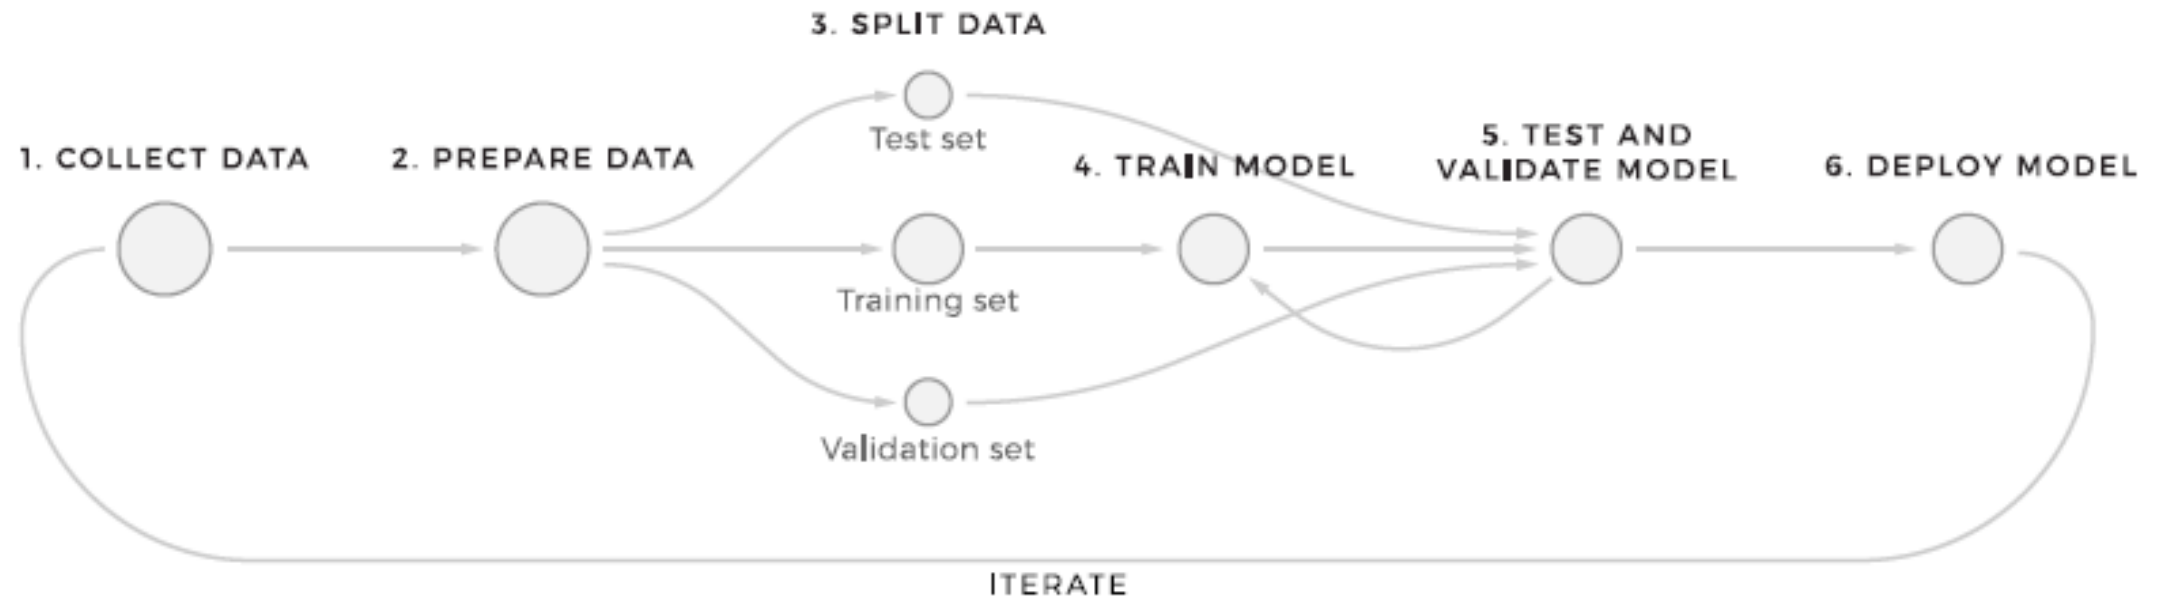 3. SPLIT DATA
Test set
1. COLLECT DATA
2. PREPARE DATA
4. TRAIN MODEL
5. TEST AND
VALIDATE MODEL
6. DEPLOY MODEL
Training set
Validation set
ITERATE